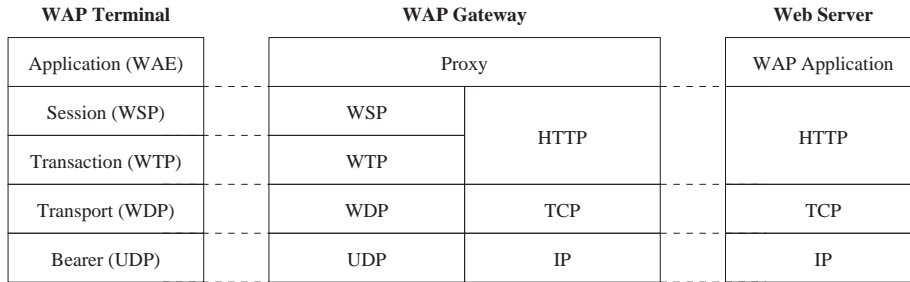 WAP Terminal WAP Gateway Web Server
Application (WAE) Proxy WAP Application
Session (WSP) WSP
HTTP HTTP
Transaction (WTP) WTP
Transport (WDP) WDP TCP TCP
Bearer (UDP) UDP IP IP